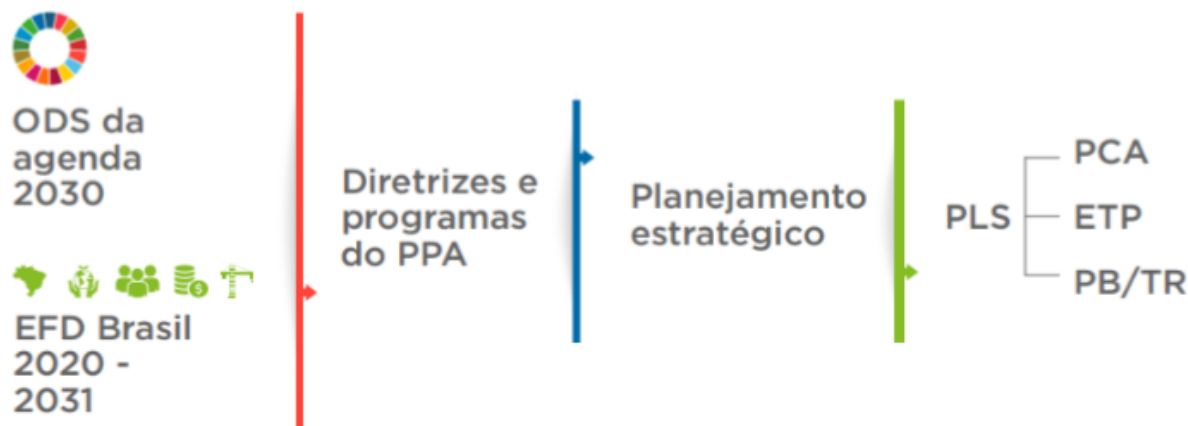 ODS da
agenda
2030
EFD Brasil
2020 -
2031
Diretrizes e
programas
do PPA
Planejamento
estratégico
PLS
PCA
ETP
PB/TR